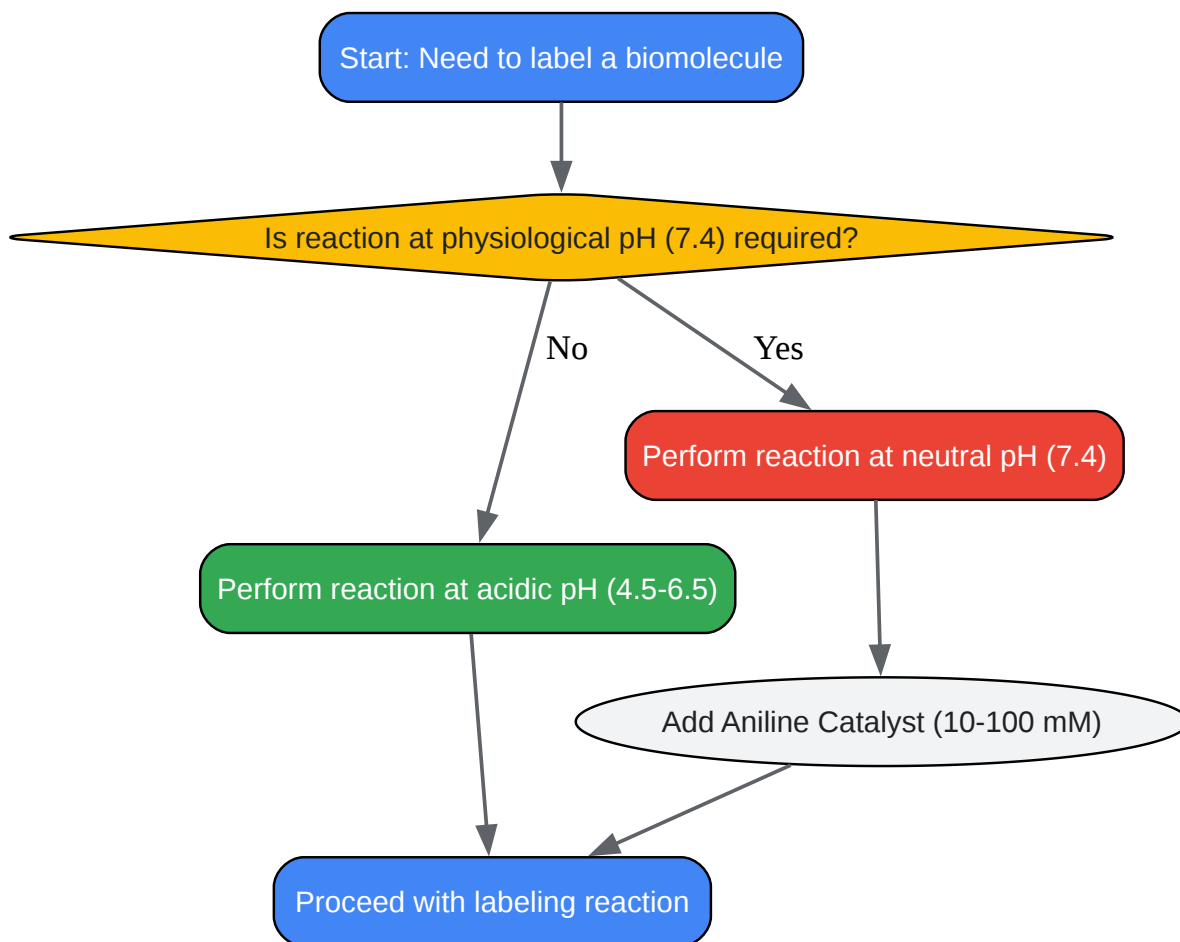 Start: Need to label a biomolecule
Is reaction at physiological pH (7.4) required?
No
Yes
Perform reaction at neutral pH (7.4)
Perform reaction at acidic pH (4.5-6.5)
Add Aniline Catalyst (10-100 mM)
Proceed with labeling reaction